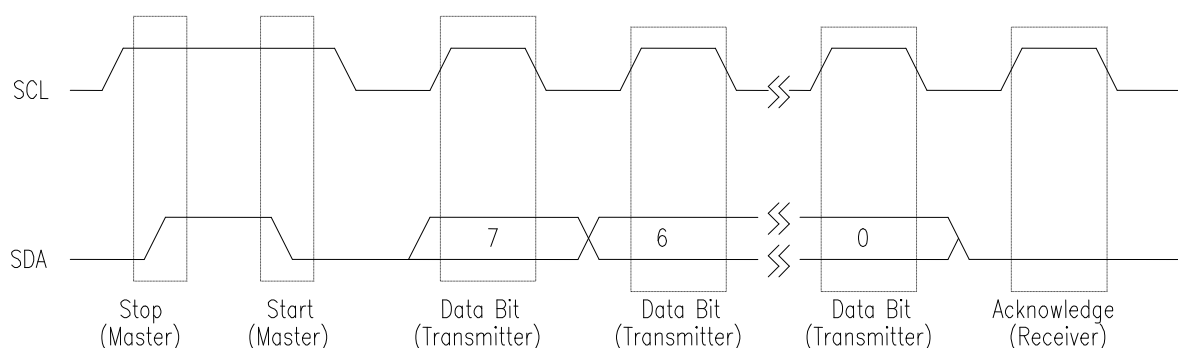 SCL
SDA
7
6
0
Stop
(Master)
Start
(Master)
Data Bit
(Transmitter)
Data Bit
(Transmitter)
Data Bit
(Transmitter)
Acknowledge
(Receiver)